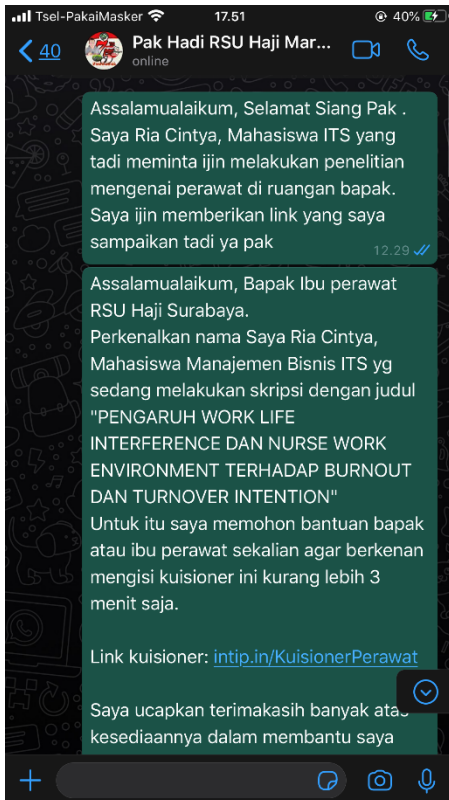 Tsel-PakaiMasker 17.51 40%
40 Pak Hadi RSU Haji Mar...
online
Assalamualaikum, Selamat Siang Pak .
Saya Ria Cintya, Mahasiswa ITS yang
tadi meminta ijin melakukan penelitian
mengenai perawat di ruangan bapak.
Saya ijin memberikan link yang saya
sampaikan tadi ya pak
12.29
Assalamualaikum, Bapak Ibu perawat
RSU Haji Surabaya.
Perkenalkan nama Saya Ria Cintya,
Mahasiswa Manajemen Bisnis ITS yg
sedang melakukan skripsi dengan judul
"PENGARUH WORK LIFE
INTERFERENCE DAN NURSE WORK
ENVIRONMENT TERHADAP BURNOUT
DAN TURNOVER INTENTION"
Untuk itu saya memohon bantuan bapak
atau ibu perawat sekalian agar berkenan
mengisi kuisioner ini kurang lebih 3
menit saja.
Link kuisioner: intip.in/KuisionerPerawat
Saya ucapkan terimakasih banyak atas
kesediaannya dalam membantu saya